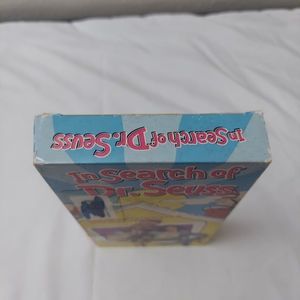 In Search of Dr. Seuss
In Search of
Dr. Seuss